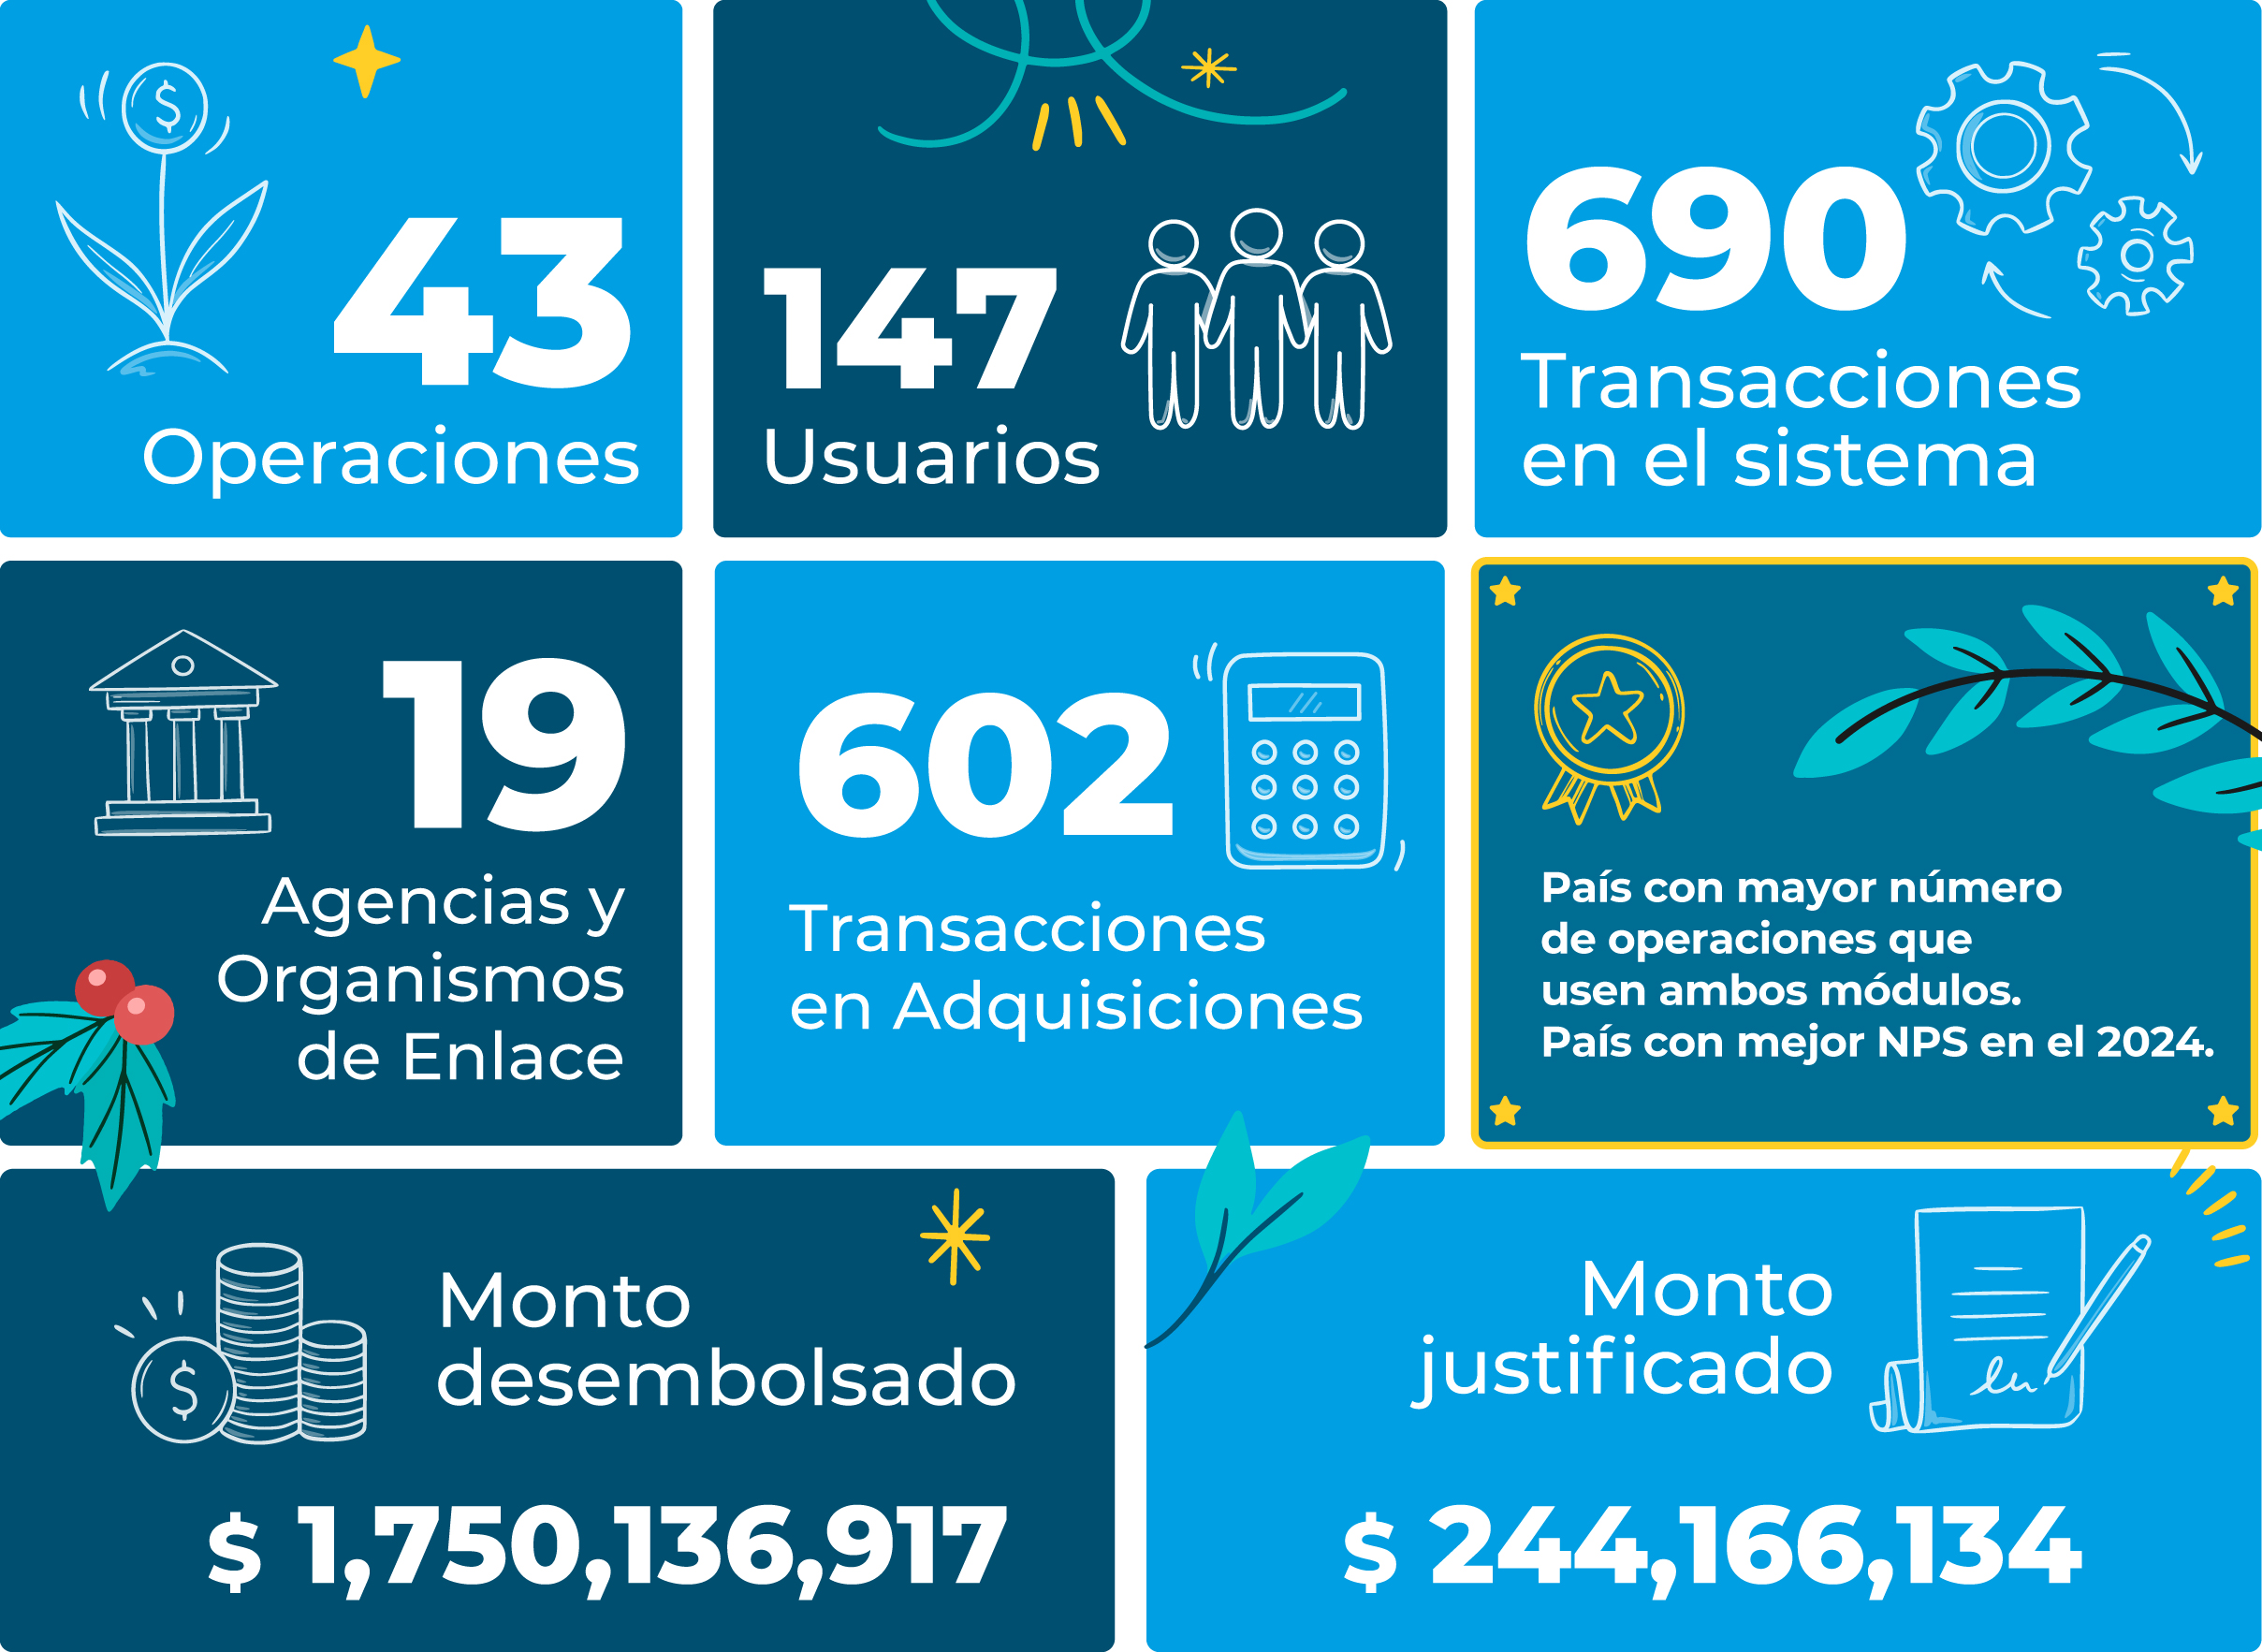 43
Operaciones
147
Usuarios
690
Transacciones
en el sistema
19
Agencias y
Organismos
de Enlace
602
Transacciones
en Adquisiciones
País con mayor número
de operaciones que
usen ambos módulos.
País con mejor NPS en el 2024.
Monto
desembolsado
$ 1,750,136,917
Monto
justificado
$ 244,166,134